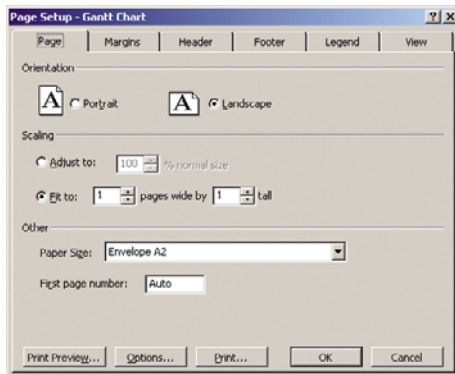 Page Setup - Gantt Chart
Page Margins Header Footer Legend View
Orientation
A Portrait A Landscape
Scaling
Adjust to: 100 % normal size
Fit to: 1 pages wide by 1 tall
Other
Paper Size: Envelope A2
First page number: Auto
Print Preview... Options... Print... OK Cancel